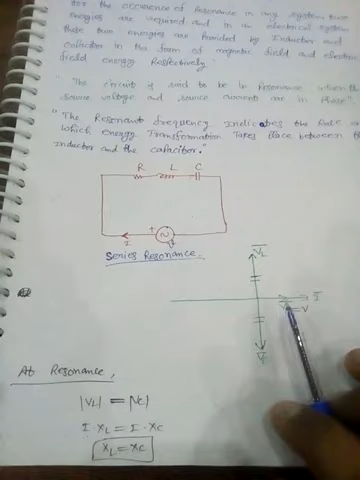 for the occurence of Resonance in any system two
energies are required and in an electrical system
these two energies are provided by Inductor and
capacitor in the form of magnetic field and electric
field energy Respectively.
"The circuit is said to be in Resonance when the
source voltage and source currents are in phase"
"The Resonant frequency Indicates the Rate at
which energy Transformation Takes place between the
Inductor and the capacitor."
R L C
I + V
Series Resonance.
VL
I
= V
At Resonance,
|VL| = |VC|
I XL = I . XC
XL = XC